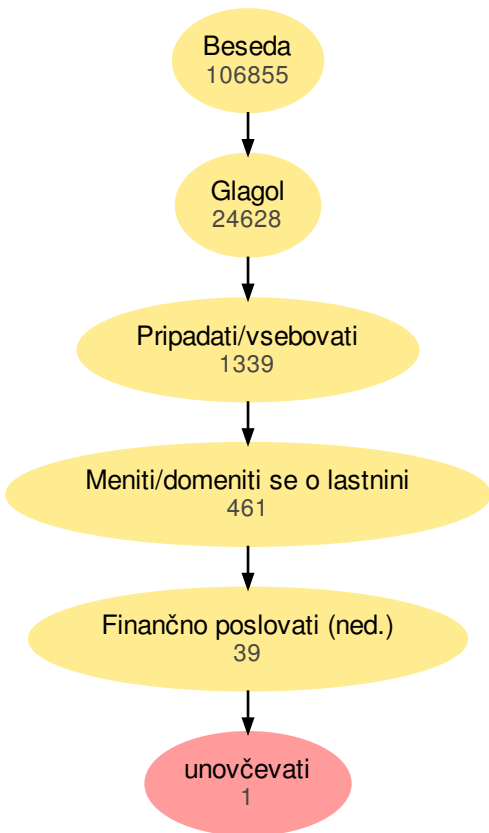 Beseda
106855
Glagol
24628
Pripadati/vsebovati
1339
Meniti/domeniti se o lastnini
461
Finančno poslovati (ned.)
39
unovčevati
1